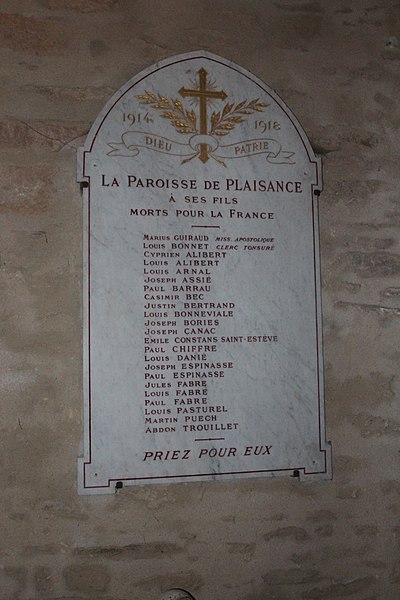 1914 1918
DIEU PATRIE
LA PAROISSE DE PLAISANCE
À SES FILS
MORTS POUR LA FRANCE
MARIUS GUIRAUD MISS. APOSTOLIQUE
LOUIS BONNET CLERC TONSURÉ
CYPRIEN ALIBERT
LOUIS ALIBERT
LOUIS ARNAL
JOSEPH ASSIÉ
PAUL BARRAU
CASIMIR BEC
JUSTIN BERTRAND
LOUIS BONNEVIALE
JOSEPH BORIES
JOSEPH CANAC
EMILE CONSTANS SAINT-ESTÈVE
PAUL CHIFFRE
LOUIS DANIÉ
JOSEPH ESPINASSE
PAUL ESPINASSE
JULES FABRE
LOUIS FABRE
PAUL FABRE
LOUIS PASTUREL
MARTIN PUECH
ABDON TROUILLET
PRIEZ POUR EUX